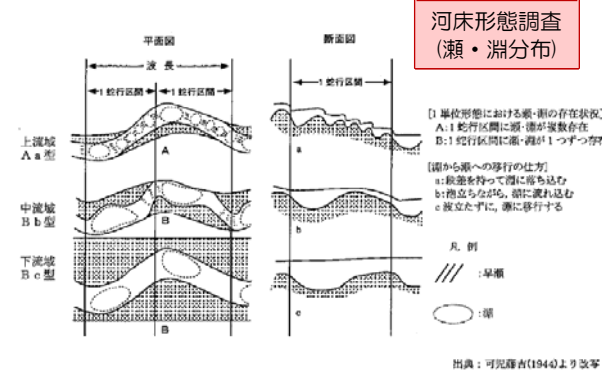 河床形態調査
(瀬・淵分布)
平面図
断面図
波長
1蛇行区間
1蛇行区間
1蛇行区間
[1単位形態における瀬・淵の存在状況]
A:1蛇行区間に瀬・淵が複数存在
B:1蛇行区間に瀬・淵が1つずつ存在
上流域
Aa型
A
a
[淵から瀬への移行の仕方]
a:段差を持って淵に落ち込む
b:泡立ちながら,淵に流れ込む
c 波立たずに,淵に移行する
中流域
Bb型
B
b
凡例
下流域
Bc型
:早瀬
:淵
B
c
出典:可児藤吉(1944)より改写